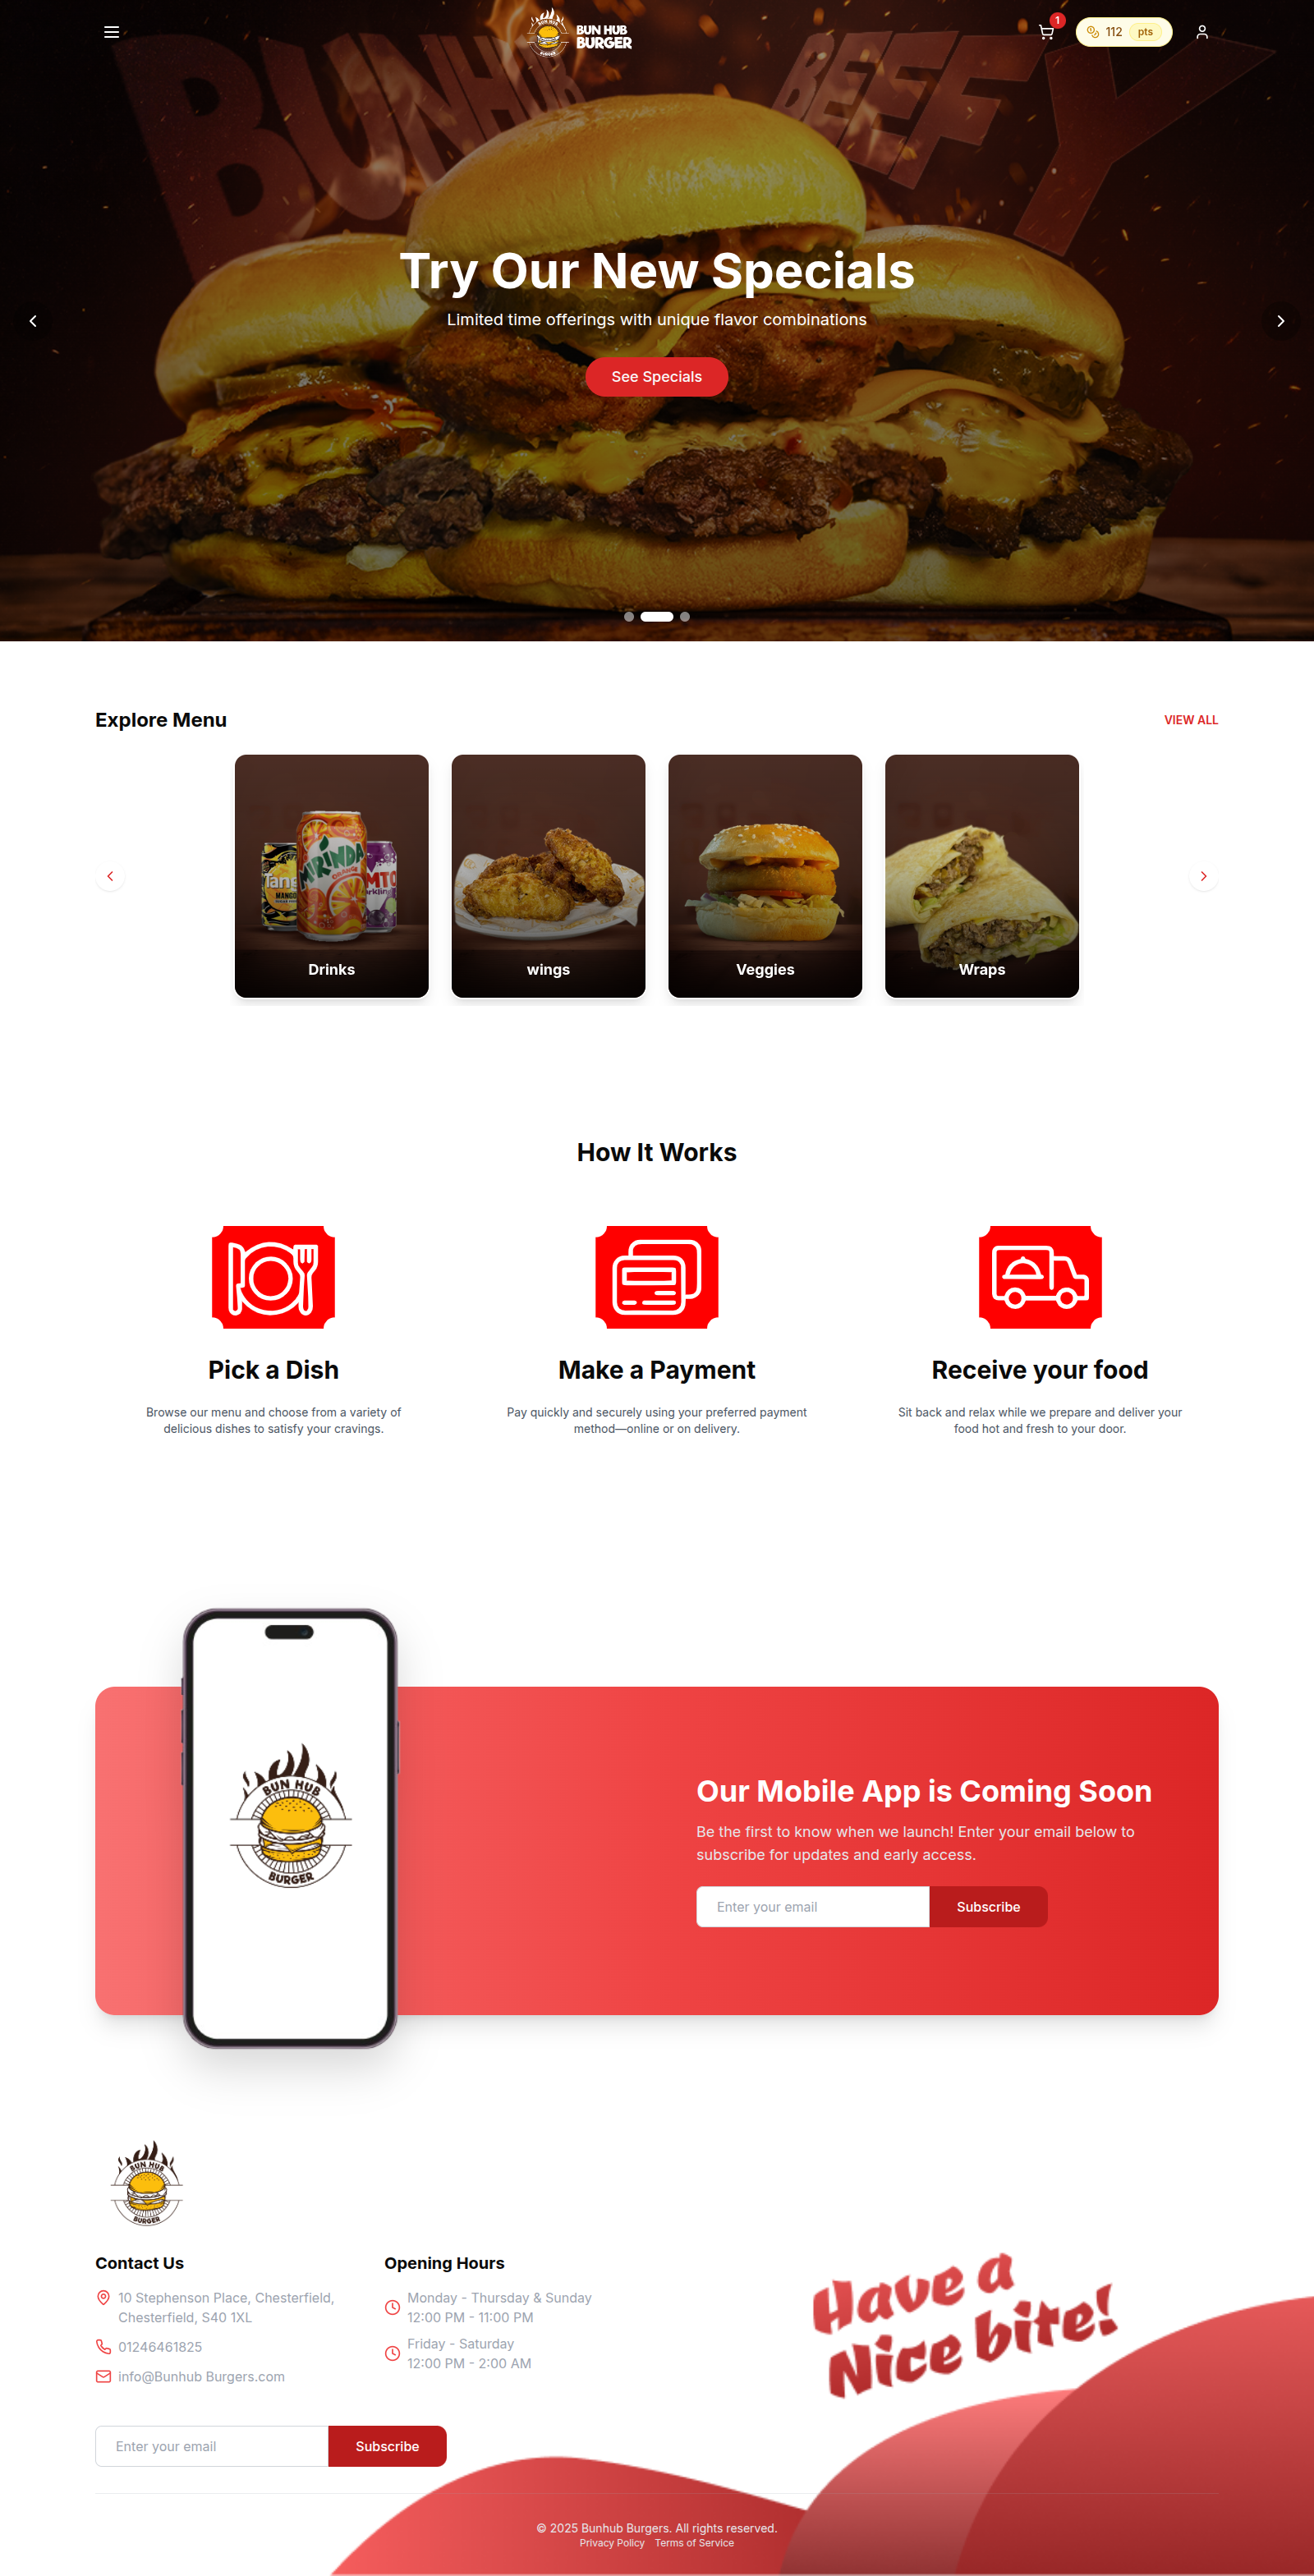 BUN HUB
BURGER
BUN HUB
BURGER
1
112 pts
BUN HUB BEEFY
Try Our New Specials
Limited time offerings with unique flavor combinations
See Specials
Explore Menu
VIEW ALL
MIRINDA
Drinks
wings
Veggies
Wraps
How It Works
Pick a Dish
Browse our menu and choose from a variety of
delicious dishes to satisfy your cravings.
Make a Payment
Pay quickly and securely using your preferred payment
method—online or on delivery.
Receive your food
Sit back and relax while we prepare and deliver your
food hot and fresh to your door.
BUN HUB
BURGER
Our Mobile App is Coming Soon
Be the first to know when we launch! Enter your email below to
subscribe for updates and early access.
Enter your email
Subscribe
BUN HUB
BURGER
Contact Us
10 Stephenson Place, Chesterfield,
Chesterfield, S40 1XL
01246461825
info@Bunhub Burgers.com
Opening Hours
Monday - Thursday & Sunday
12:00 PM - 11:00 PM
Friday - Saturday
12:00 PM - 2:00 AM
Have a
Nice bite!
Enter your email
Subscribe
© 2025 Bunhub Burgers. All rights reserved.
Privacy Policy Terms of Service